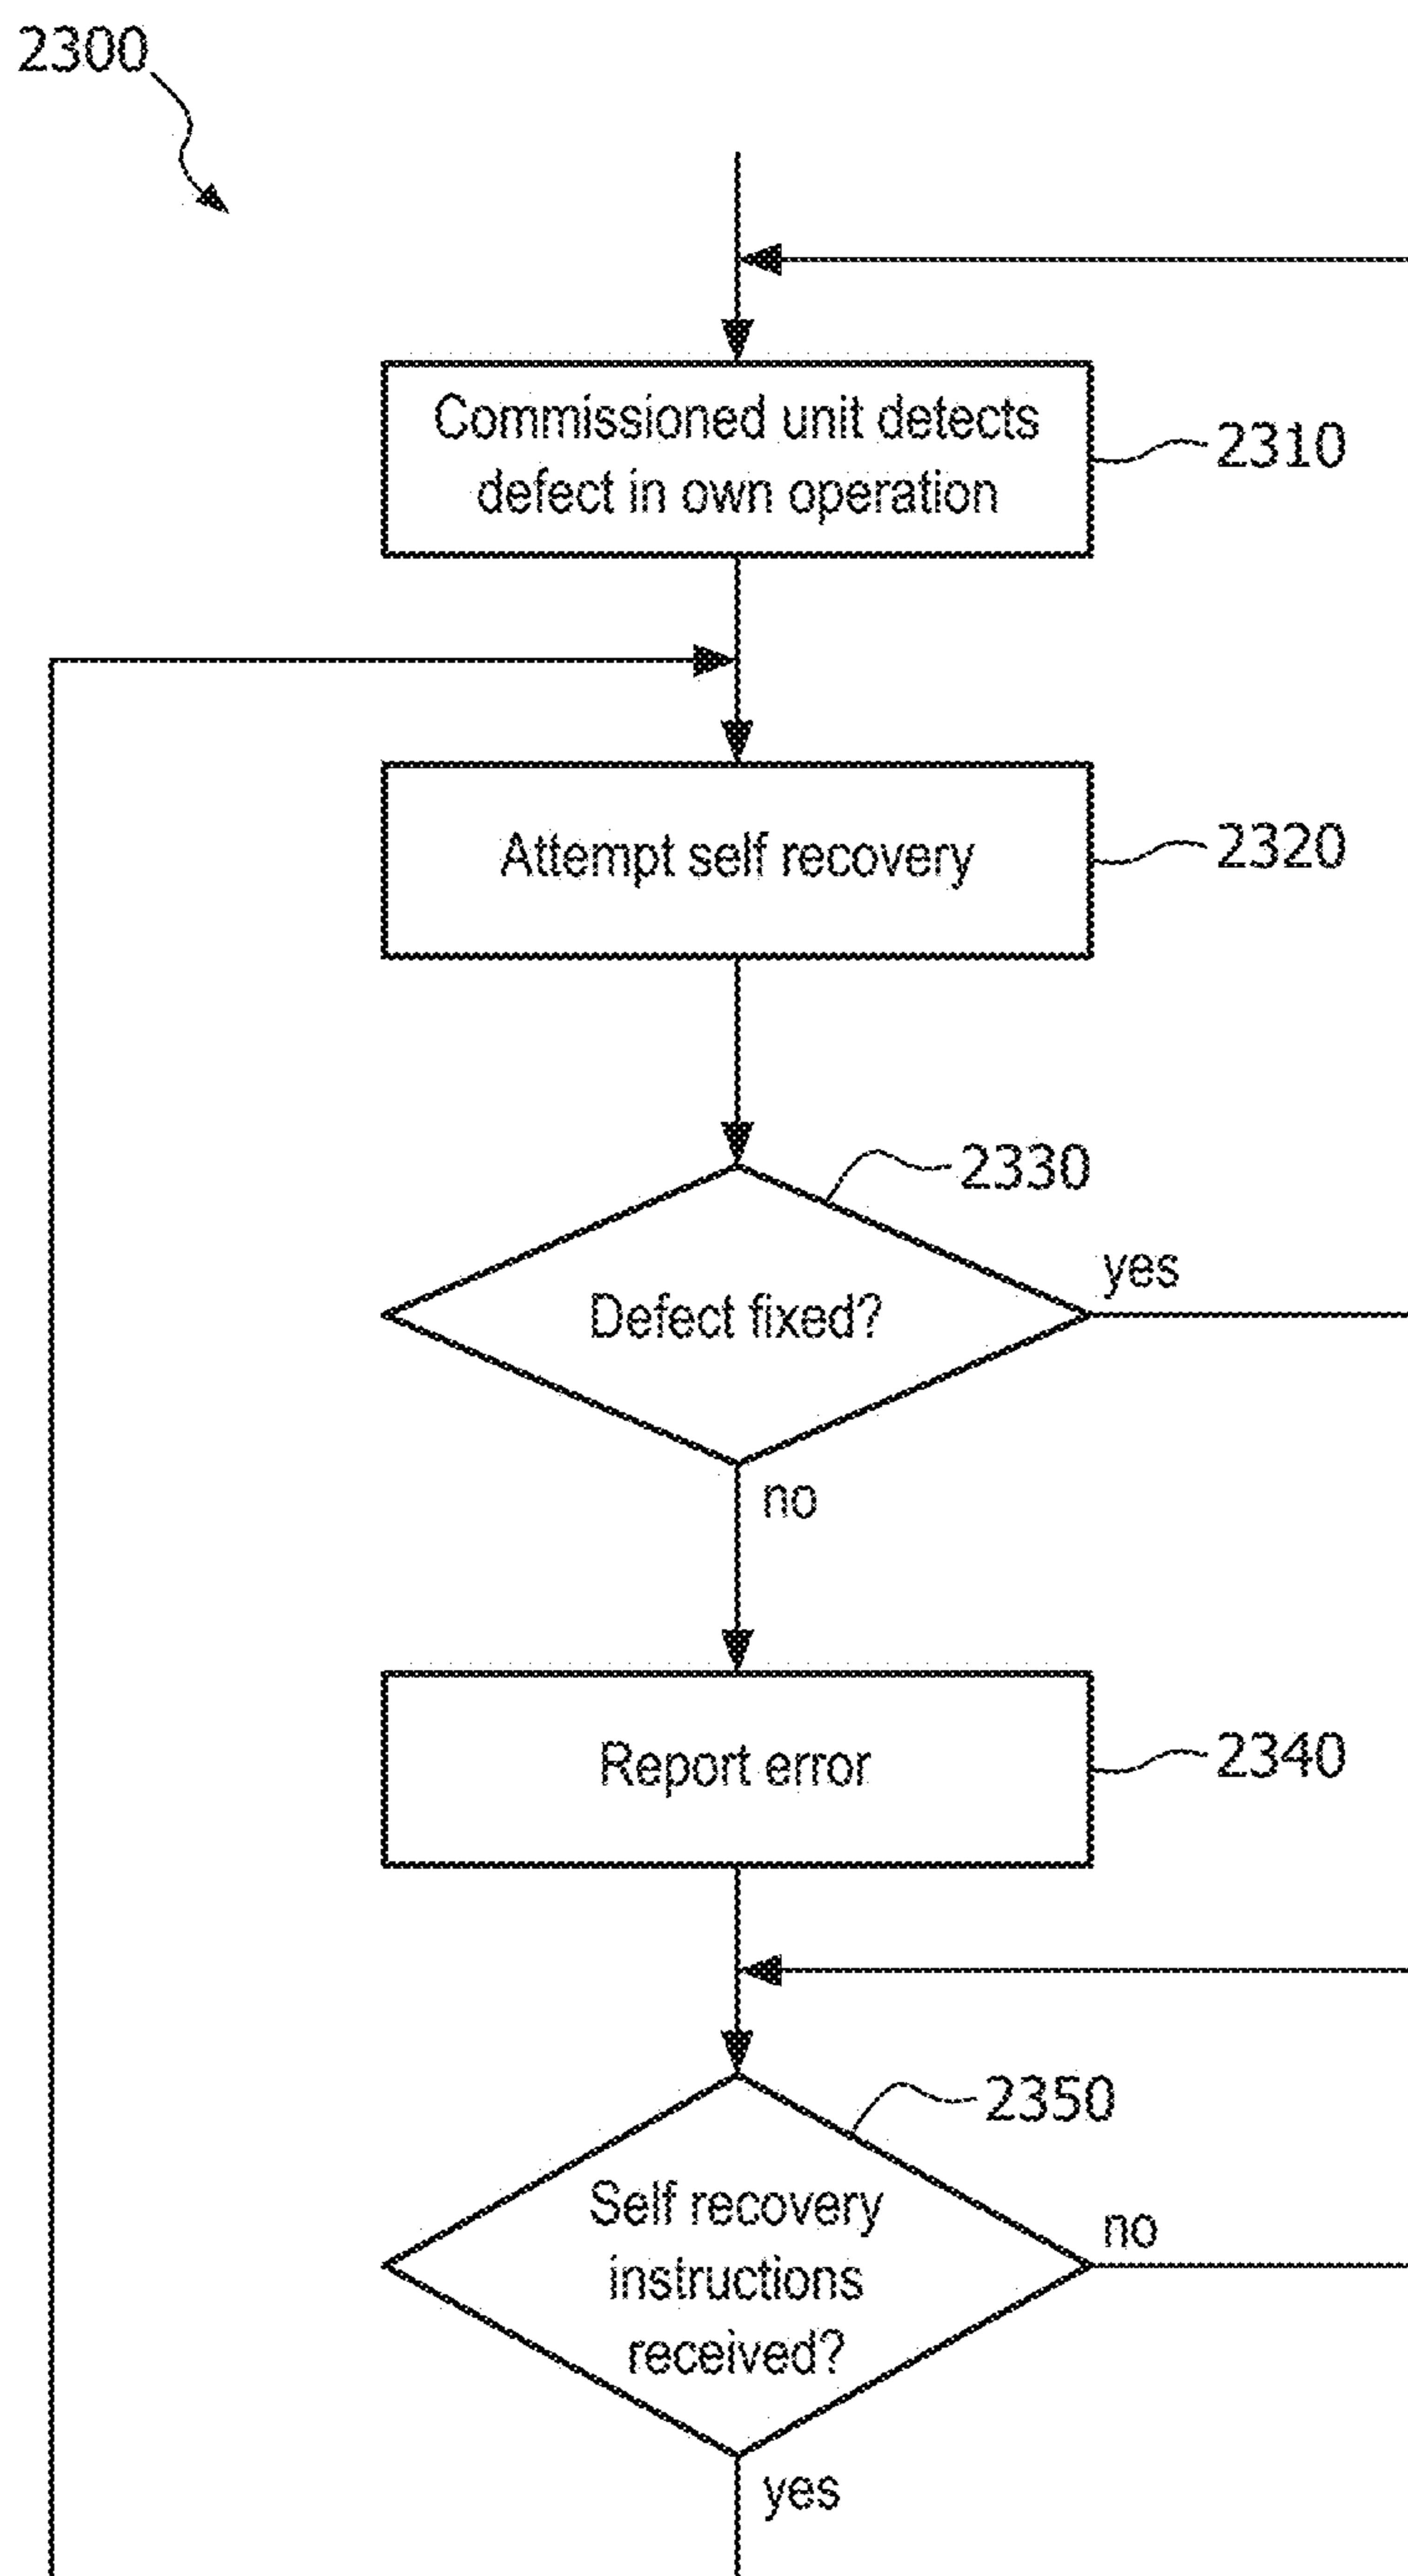 2300
Commissioned unit detects
defect in own operation
2310
Attempt self recovery
2320
2330
Defect fixed?
yes
no
Report error
2340
2350
Self recovery
instructions
received?
no
yes